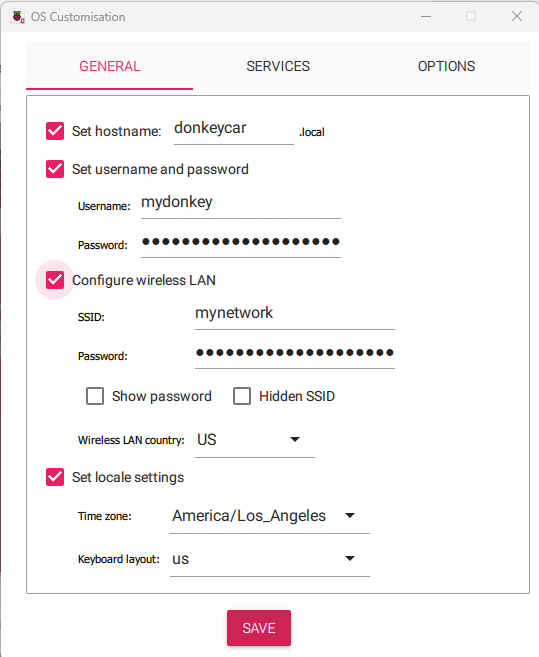 OS Customisation
GENERAL SERVICES OPTIONS
Set hostname: donkeycar .local
Set username and password
Username: mydonkey
Password: ●●●●●●●●●●●●●●●●●●●●
Configure wireless LAN
SSID: mynetwork
Password: ●●●●●●●●●●●●●●●●●●●●
Show password Hidden SSID
Wireless LAN country: US
Set locale settings
Time zone: America/Los_Angeles
Keyboard layout: us
SAVE